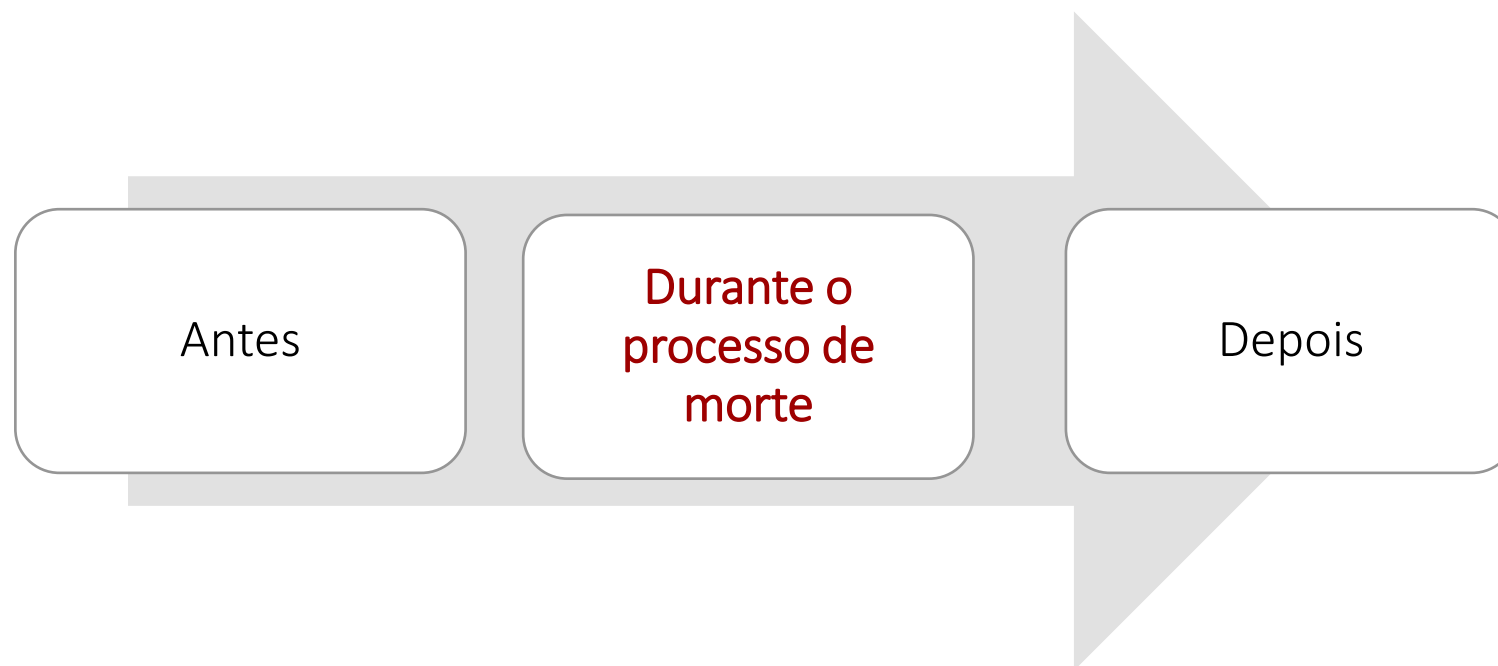 Antes
Durante o
processo de
morte
Depois